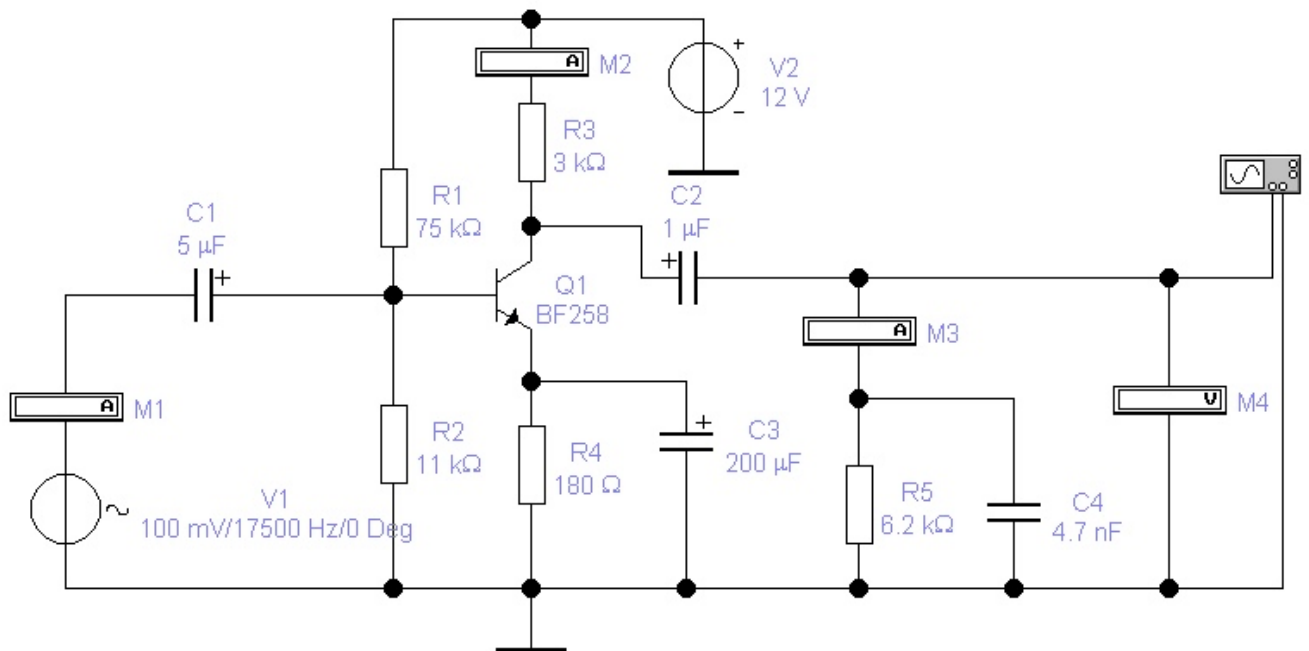 A
M2
+
V2
12 V
−
R3
3 kΩ
R1
75 kΩ
C2
1 µF
+
C1
5 µF
+
Q1
BF258
A
M3
A
M1
V
M4
R2
11 kΩ
R4
180 Ω
+
C3
200 µF
V1
100 mV/17500 Hz/0 Deg
R5
6.2 kΩ
C4
4.7 nF